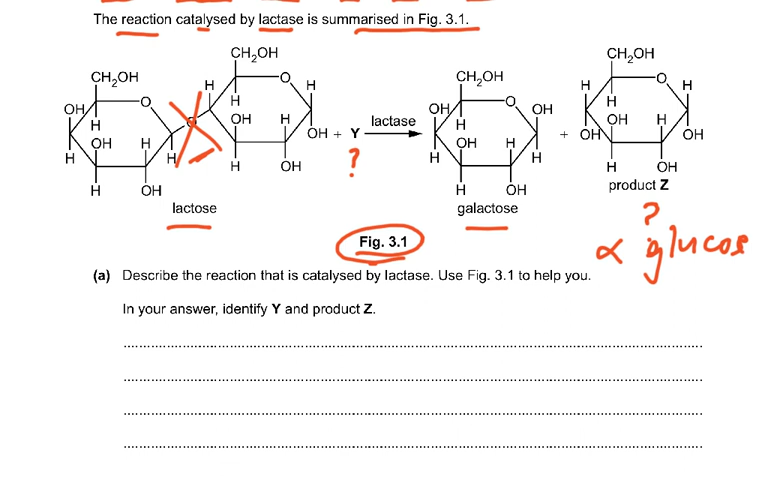 The reaction catalysed by lactase is summarised in Fig. 3.1.
CH₂OH CH₂OH CH₂OH CH₂OH
H O H O H O H
OH O H OH O OH H
H OH H OH H OH H
OH H H O OH + Y lactase OH H + OH H OH
H H H OH ? H H H OH
H OH H OH product Z
lactose galactose ?
Fig. 3.1 α glucos
(a) Describe the reaction that is catalysed by lactase. Use Fig. 3.1 to help you.
In your answer, identify Y and product Z.